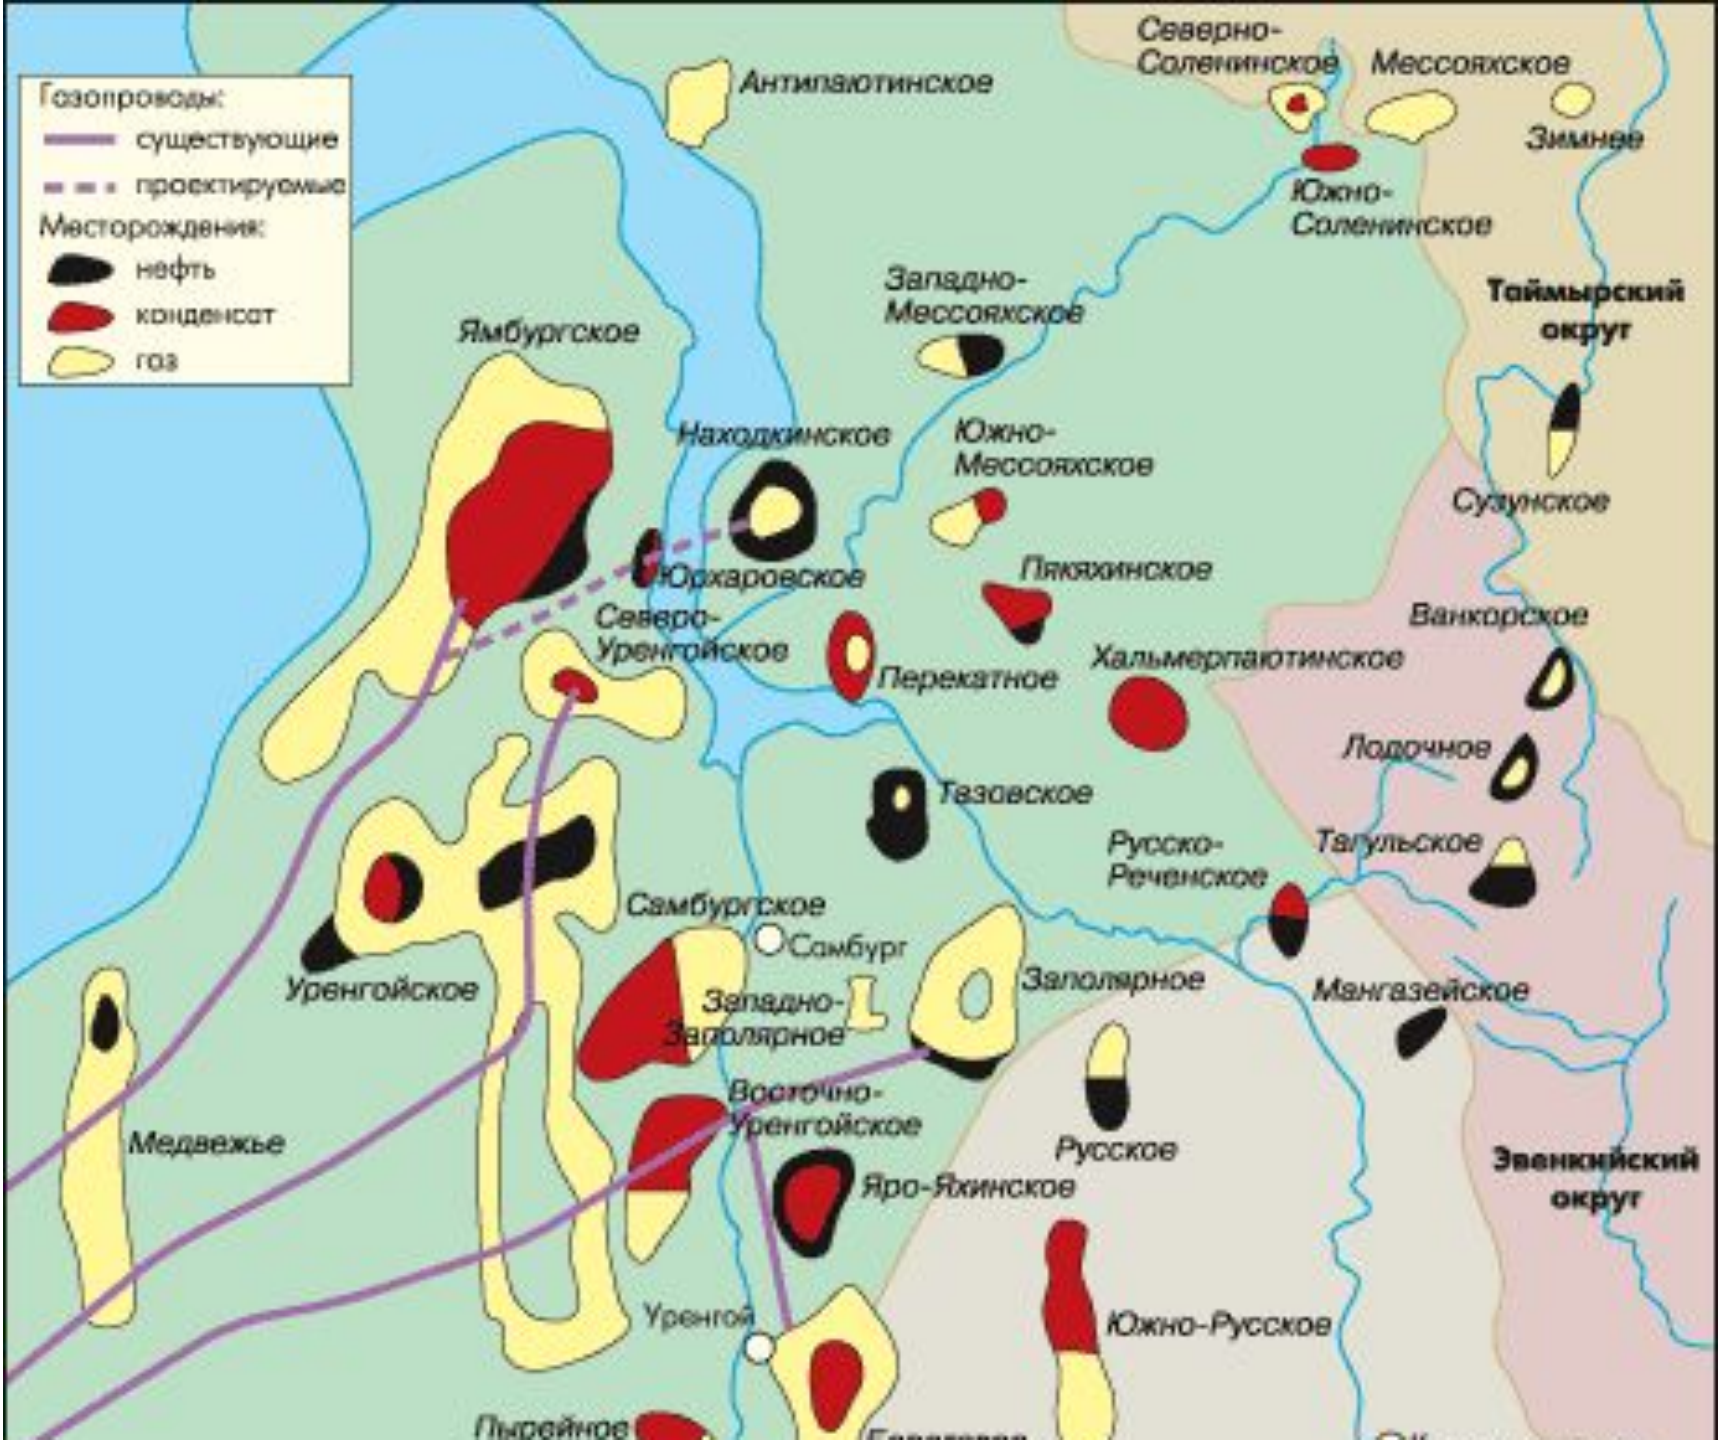 Газопроводы:
существующие
проектируемые
Месторождения:
нефть
конденсат
газ
Антипаютинское
Северно-
Соленинское
Мессояхское
Зимнее
Южно-
Соленинское
Таймырский
округ
Западно-
Мессояхское
Ямбургское
Находкинское
Южно-
Мессояхское
Сузунское
Юрхаровское
Пякяхинское
Северо-
Уренгойское
Ванкорское
Перекатное
Хальмерпаютинское
Лодочное
Тазовское
Русско-
Реченское
Тагульское
Самбургское
Самбург
Уренгойское
Западно-
Заполярное
Заполярное
Мангазейское
Медвежье
Восточно-
Уренгойское
Русское
Яро-Яхинское
Эвенкийский
округ
Уренгой
Южно-Русское
Пырейное